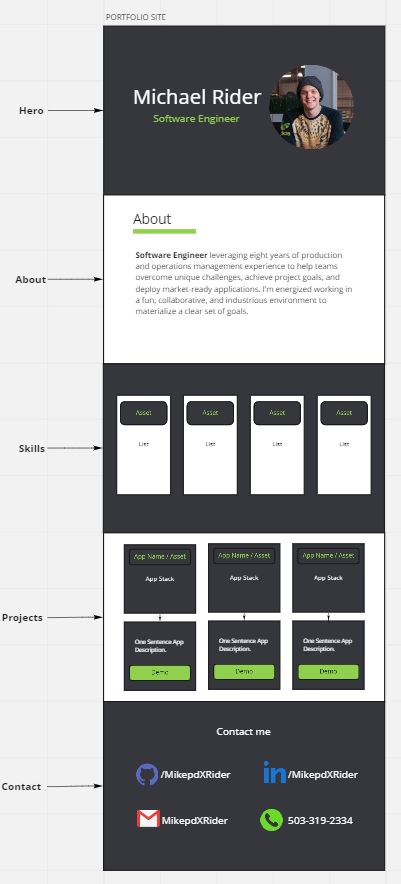 PORTFOLIO SITE
Hero
Michael Rider
Software Engineer
About
About
Software Engineer leveraging eight years of production
and operations management experience to help teams
overcome unique challenges, achieve project goals, and
deploy market-ready applications. I'm energized working in
a fun, collaborative, and industrious environment to
materialize a clear set of goals.
Skills
Asset Asset Asset Asset
List List List List
Projects
App Name / Asset App Name / Asset App Name / Asset
App Stack App Stack App Stack
One Sentence App One Sentence App One Sentence App
Description. Description. Description.
Demo Demo Demo
Contact
Contact me
/MikepdXRider /MikepdXRider
MikepdXRider 503-319-2334